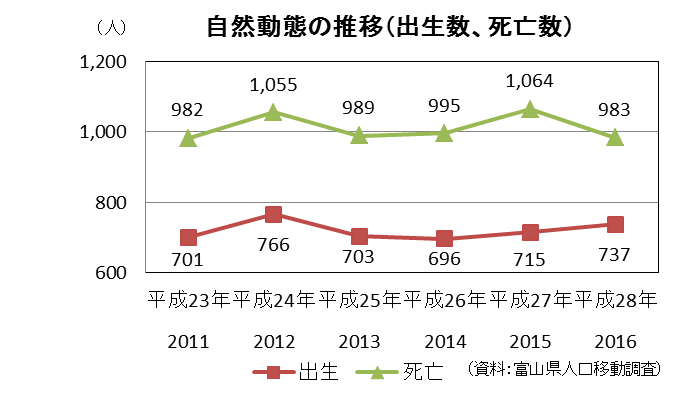 (人)
自然動態の推移(出生数、死亡数)
1,200
1,000
800
600
982 1,055 989 995 1,064 983
701 766 703 696 715 737
平成23年 平成24年 平成25年 平成26年 平成27年 平成28年
2011 2012 2013 2014 2015 2016
出生 死亡 (資料:富山県人口移動調査)